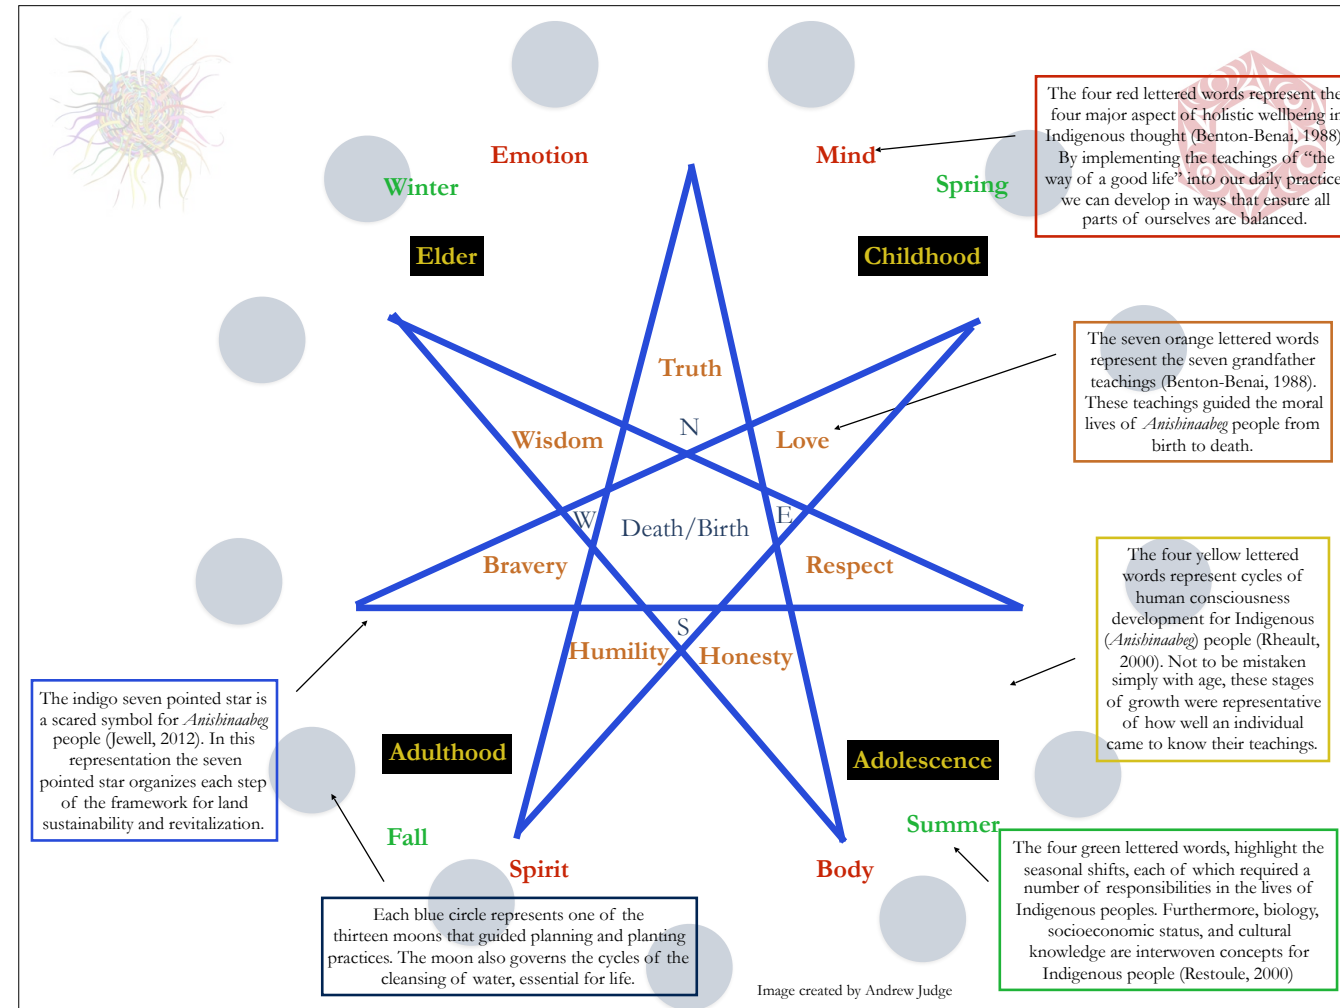 The four red lettered words represent the
four major aspect of holistic wellbeing in
Indigenous thought (Benton-Benai, 1988)
By implementing the teachings of “the
way of a good life” into our daily practice
we can develop in ways that ensure all
parts of ourselves are balanced.
Emotion
Mind
Winter
Spring
Elder
Childhood
The seven orange lettered words
represent the seven grandfather
teachings (Benton-Benai, 1988).
These teachings guided the moral
lives of Anishinaabeg people from
birth to death.
Truth
N
Wisdom
Love
W
E
Death/Birth
Bravery
Respect
S
Humility
Honesty
The four yellow lettered
words represent cycles of
human consciousness
development for Indigenous
(Anishinaabeg) people (Rheault,
2000). Not to be mistaken
simply with age, these stages
of growth were representative
of how well an individual
came to know their teachings.
The indigo seven pointed star is
a scared symbol for Anishinaabeg
people (Jewell, 2012). In this
representation the seven
pointed star organizes each step
of the framework for land
sustainability and revitalization.
Adulthood
Adolescence
Fall
Summer
Spirit
Body
The four green lettered words, highlight the
seasonal shifts, each of which required a
number of responsibilities in the lives of
Indigenous peoples. Furthermore, biology,
socioeconomic status, and cultural
knowledge are interwoven concepts for
Indigenous people (Restoule, 2000)
Each blue circle represents one of the
thirteen moons that guided planning and planting
practices. The moon also governs the cycles of the
cleansing of water, essential for life.
Image created by Andrew Judge